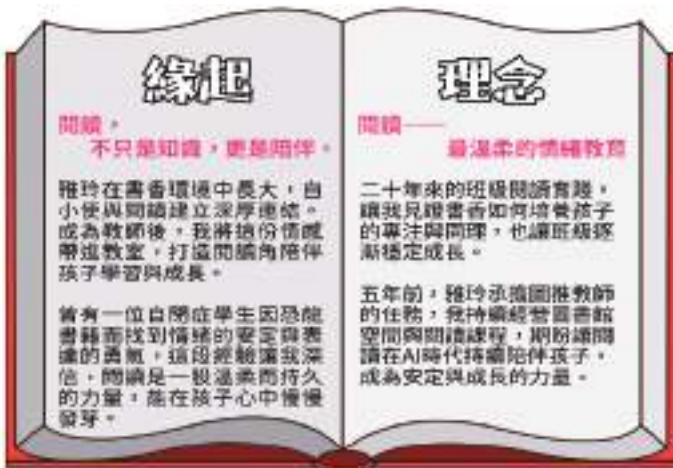 緣起
閱讀，
不只是知識，更是陪伴。
雅玲在書香環境中長大，自
小便與閱讀建立深厚連結。
成為教師後，我將這份情感
帶進教室，打造閱讀角陪伴
孩子學習與成長。
曾有一位自閉症學生因恐龍
書籍而找到情緒的安定與表
達的勇氣，這段經驗讓我深
信，閱讀是一股溫柔而持久
的力量，能在孩子心中慢慢
發芽。
理念
閱讀——
最溫柔的情緒教育
二十年來的班級閱讀實踐，
讓我見證書香如何培養孩子
的專注與同理，也讓班級逐
漸穩定成長。
五年前，雅玲承擔圖推教師
的任務，我持續經營圖書館
空間與閱讀課程，期盼讓閱
讀在AI時代持續陪伴孩子，
成為安定與成長的力量。